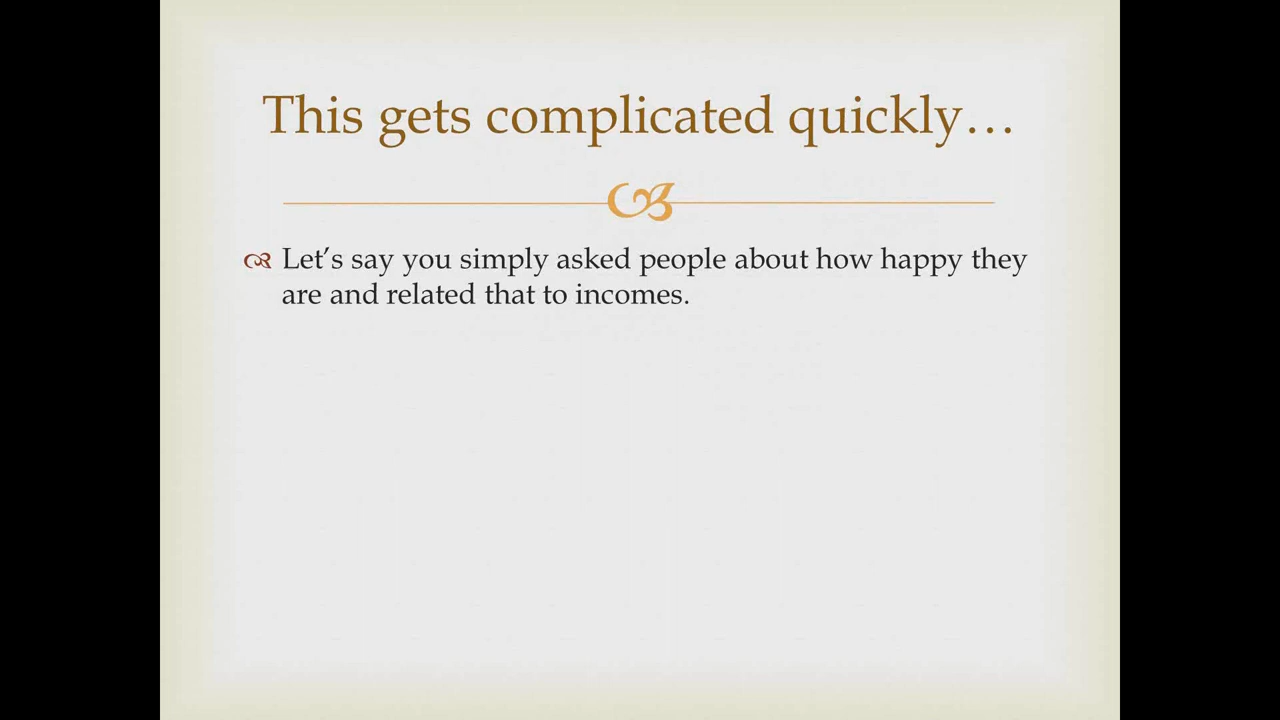 This gets complicated quickly…
Let’s say you simply asked people about how happy they
are and related that to incomes.